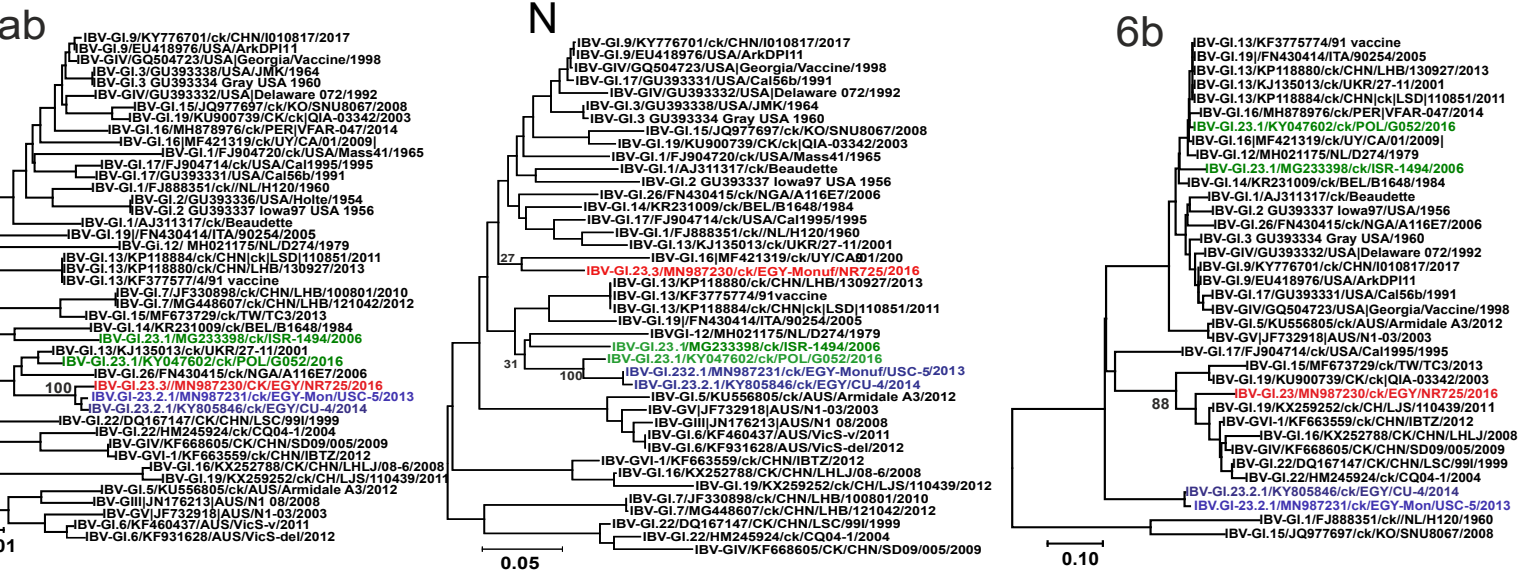 ab
IBV-GI.9/KY776701/ck/CHN/I010817/2017
IBV-GI.9/EU418976/USA/ArkDPI11
IBV-GIV/GQ504723/USA|Georgia/Vaccine/1998
IBV-GI.3/GU393338/USA/JMK/1964
IBV-GI.3 GU393334 Gray USA 1960
IBV-GIV/GU393332/USA|Delaware 072/1992
IBV-GI.15/JQ977697/ck/KO/SNU8067/2008
IBV-GI.19/KU900739/CK/ck|QIA-03342/2003
IBV-GI.16/MH878976/ck/PER|VFAR-047/2014
IBV-GI.16|MF421319/ck/UY/CA/01/2009|
IBV-GI.1/FJ904720/ck/USA/Mass41/1965
IBV-GI.17/FJ904714/ck/USA/Cal1995/1995
IBV-GI.17/GU393331/USA/Cal56b/1991
IBV-GI.1/FJ888351/ck//NL/H120/1960
IBV-GI.2/GU393336/USA/Holte/1954
IBV-GI.2 GU393337 Iowa97 USA 1956
IBV-GI.1/AJ311317/ck/Beaudette
IBV-GI.19|/FN430414/ITA/90254/2005
IBV-Gi.12/ MH021175/NL/D274/1979
IBV-GI.13/KP118884/ck/CHN|ck|LSD|110851/2011
IBV-GI.13/KP118880/ck/CHN/LHB/130927/2013
IBV-GI.13/KF377577/4/91 vaccine
IBV-GI.7/JF330898/ck/CHN/LHB/100801/2010
IBV-GI.7/MG448607/ck/CHN/LHB/121042/2012
IBV-GI.15/MF673729/ck/TW/TC3/2013
IBV-GI.14/KR231009/ck/BEL/B1648/1984
IBV-GI.23.1/MG233398/ck/ISR-1494/2006
IBV-GI.13/KJ135013/ck/UKR/27-11/2001
IBV-GI.23.1/KY047602/ck/POL/G052/2016
IBV-GI.26/FN430415/ck/NGA/A116E7/2006
100
IBV-GI.23.3//MN987230/CK/EGY/NR725/2016
IBV-GI-23.2.1/MN987231/ck/EGY-Mon/USC-5/2013
IBV-GI-23.2.1/KY805846/ck/EGY/CU-4/2014
IBV-GI.22/DQ167147/CK/CHN/LSC/99I/1999
IBV-GI.22/HM245924/ck/CQ04-1/2004
IBV-GIV/KF668605/CK/CHN/SD09/005/2009
IBV-GVI-1/KF663559/ck/CHN/IBTZ/2012
IBV-GI.16/KX252788/CK/CHN/LHLJ/08-6/2008
IBV-GI.19/KX259252/ck/CH/LJS/110439/2011
IBV-GI.5/KU556805/ck/AUS/Armidale A3/2012
IBV-GIII|JN176213|AUS/N1 08/2008
IBV-GV|JF732918|AUS/N1-03/2003
IBV-GI.6/KF460437/AUS/VicS-v/2011
IBV-GI.6/KF931628/AUS/VicS-del/2012
01
N
IBV-GI.9/KY776701/ck/CHN/I010817/2017
IBV-GI.9/EU418976/USA/ArkDPI11
IBV-GIV/GQ504723/USA|Georgia/Vaccine/1998
IBV-GI.17/GU393331/USA/Cal56b/1991
IBV-GIV/GU393332/USA|Delaware 072/1992
IBV-GI.3/GU393338/USA/JMK/1964
IBV-GI.3 GU393334 Gray USA 1960
IBV-GI.15/JQ977697/ck/KO/SNU8067/2008
IBV-GI.19/KU900739/CK/ck|QIA-03342/2003
IBV-GI.1/FJ904720/ck/USA/Mass41/1965
IBV-GI.1/AJ311317/ck/Beaudette
IBV-GI.2 GU393337 Iowa97 USA 1956
IBV-GI.26/FN430415/ck/NGA/A116E7/2006
IBV-GI.14/KR231009/ck/BEL/B1648/1984
IBV-GI.17/FJ904714/ck/USA/Cal1995/1995
IBV-GI.1/FJ888351/ck//NL/H120/1960
IBV-GI.13/KJ135013/ck/UKR/27-11/2001
27
IBV-GI.16|MF421319/ck/UY/
IBV-GI.23.3/MN987230/ck/EGY-Monuf/NR725/2016
IBV-GI.13/KP118880/ck/CHN/LHB/130927/2013
IBV-GI.13/KF3775774/91vaccine
IBV-GI.13/KP118884/ck/CHN|ck|LSD|110851/2011
IBV-GI.19|/FN430414/ITA/90254/2005
IBVGI-12/MH021175/NL/D274/1979
IBV-GI.23.1/MG233398/ck/ISR-1494/2006
31
IBV-GI.23.1/KY047602/ck/POL/G052/2016
100
IBV-GI.232.1/MN987231/ck/EGY-Monuf/USC-5/2013
IBV-GI.23.2.1/KY805846/ck/EGY/CU-4/2014
IBV-GI.5/KU556805/ck/AUS/Armidale A3/2012
IBV-GV|JF732918|AUS/N1-03/2003
IBV-GIII|JN176213|AUS/N1 08/2008
IBV-GI.6/KF460437/AUS/VicS-v/2011
IBV-GI.6/KF931628/AUS/VicS-del/2012
IBV-GVI-1/KF663559/ck/CHN/IBTZ/2012
IBV-GI.16/KX252788/CK/CHN/LHLJ/08-6/2008
IBV-GI.19/KX259252/ck/CH/LJS/110439/2012
IBV-GI.7/JF330898/ck/CHN/LHB/100801/2010
IBV-GI.7/MG448607/ck/CHN/LHB/121042/2012
IBV-GI.22/DQ167147/CK/CHN/LSC/99I/1999
IBV-GI.22/HM245924/ck/CQ04-1/2004
IBV-GIV/KF668605/CK/CHN/SD09/005/2009
0.05
6b
IBV-GI.13/KF3775774/91 vaccine
IBV-GI.19|/FN430414/ITA/90254/2005
IBV-GI.13/KP118880/ck/CHN/LHB/130927/2013
IBV-GI.13/KJ135013/ck/UKR/27-11/2001
IBV-GI.13/KP118884/ck/CHN|ck|LSD|110851/2011
IBV-GI.16/MH878976/ck/PER|VFAR-047/2014
IBV-GI.23.1/KY047602/ck/POL/G052/2016
IBV-GI.16|MF421319/ck/UY/CA/01/2009|
IBV-GI.12/MH021175/NL/D274/1979
IBV-GI.23.1/MG233398/ck/ISR-1494/2006
IBV-GI.14/KR231009/ck/BEL/B1648/1984
IBV-GI.1/AJ311317/ck/Beaudette
IBV-GI.2 GU393337 Iowa97/USA/1956
IBV-GI.26/FN430415/ck/NGA/A116E7/2006
IBV-GI.3 GU393334 Gray USA/1960
IBV-GIV/GU393332/USA|Delaware 072/1992
IBV-GI.9/KY776701/ck/CHN/I010817/2017
IBV-GI.9/EU418976/USA/ArkDPI11
IBV-GI.17/GU393331/USA/Cal56b/1991
IBV-GIV/GQ504723/USA|Georgia/Vaccine/1998
IBV-GI.5/KU556805/ck/AUS/Armidale A3/2012
IBV-GV|JF732918|AUS/N1-03/2003
IBV-GI.17/FJ904714/ck/USA/Cal1995/1995
IBV-GI.15/MF673729/ck/TW/TC3/2013
IBV-GI.19/KU900739/CK/ck|QIA-03342/2003
88
IBV-GI.23/MN987230/ck/EGY/NR725/2016
IBV-GI.19/KX259252/ck/CH/LJS/110439/2011
IBV-GVI-1/KF663559/ck/CHN/IBTZ/2012
IBV-GI.16/KX252788/CK/CHN/LHLJ/2008
IBV-GIV/KF668605/CK/CHN/SD09/005/2009
IBV-GI.22/DQ167147/CK/CHN/LSC/99I/1999
IBV-GI.22/HM245924/ck/CQ04-1/2004
IBV-GI.23.2.1/KY805846/ck/EGY/CU-4/2014
IBV-GI-23.2.1/MN987231/ck/EGY-Mon/USC-5/2013
IBV-GI.1/FJ888351/ck//NL/H120/1960
IBV-GI.15/JQ977697/ck/KO/SNU8067/2008
0.10